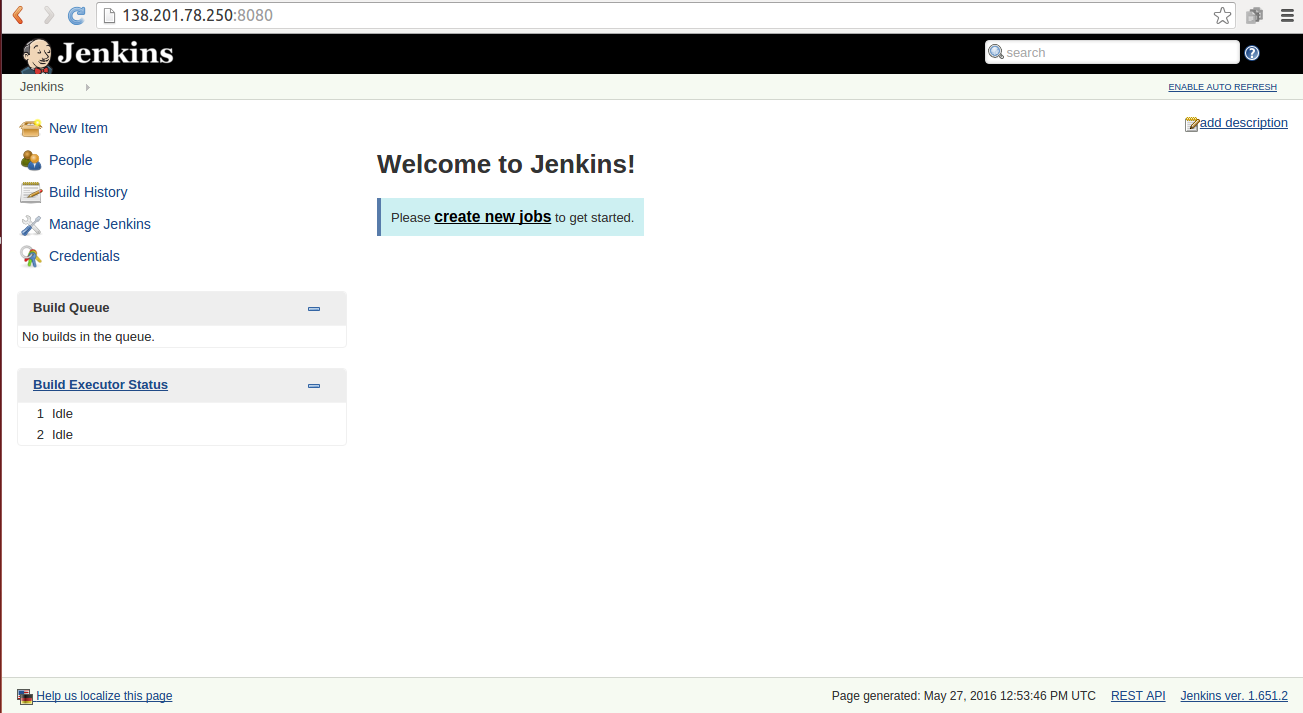 138.201.78.250:8080
Jenkins
search
?
Jenkins
ENABLE AUTO REFRESH
New Item
People
Build History
Manage Jenkins
Credentials
add description
Welcome to Jenkins!
Please create new jobs to get started.
Build Queue
No builds in the queue.
Build Executor Status
1 Idle
2 Idle
Help us localize this page
Page generated: May 27, 2016 12:53:46 PM UTC REST API Jenkins ver. 1.651.2